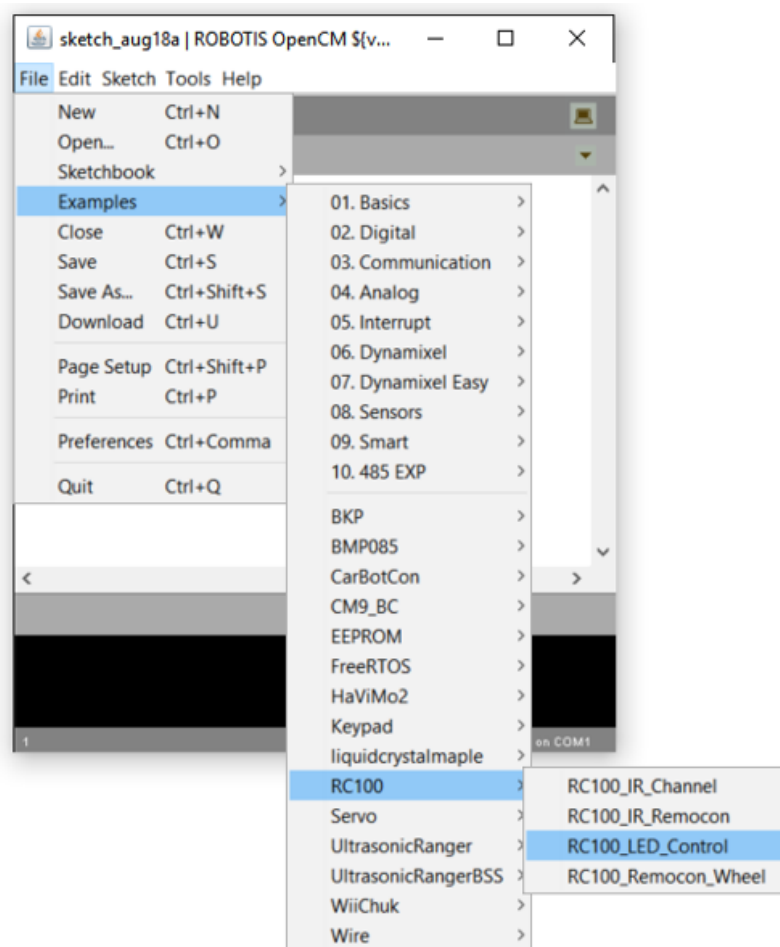 sketch_aug18a | ROBOTIS OpenCM ${v...
File Edit Sketch Tools Help
New Ctrl+N
Open... Ctrl+O
Sketchbook
Examples
Close Ctrl+W
Save Ctrl+S
Save As... Ctrl+Shift+S
Download Ctrl+U
Page Setup Ctrl+Shift+P
Print Ctrl+P
Preferences Ctrl+Comma
Quit Ctrl+Q
01. Basics
02. Digital
03. Communication
04. Analog
05. Interrupt
06. Dynamixel
07. Dynamixel Easy
08. Sensors
09. Smart
10. 485 EXP
BKP
BMP085
CarBotCon
CM9_BC
EEPROM
FreeRTOS
HaViMo2
Keypad
liquidcrystalmaple
RC100
Servo
UltrasonicRanger
UltrasonicRangerBSS
WiiChuk
Wire
RC100_IR_Channel
RC100_IR_Remocon
RC100_LED_Control
RC100_Remocon_Wheel
1 on COM1